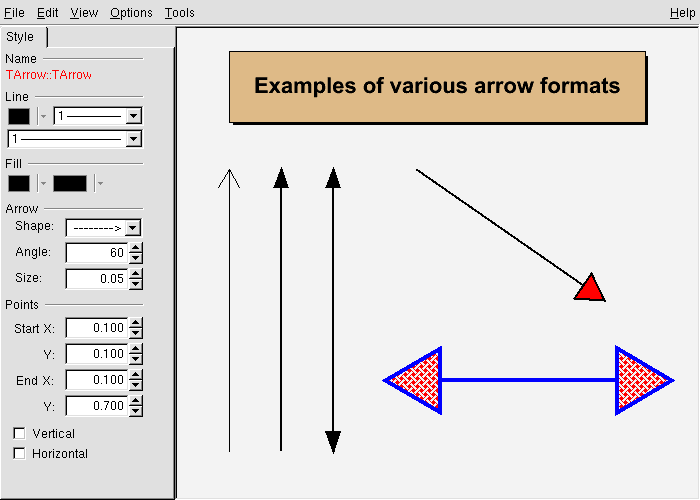 File Edit View Options Tools Help
Style
Name
TArrow::TArrow
Line
1
1
Fill
Arrow
Shape: -------->
Angle: 60
Size: 0.05
Points
Start X: 0.100
Y: 0.100
End X: 0.100
Y: 0.700
Vertical
Horizontal
Examples of various arrow formats